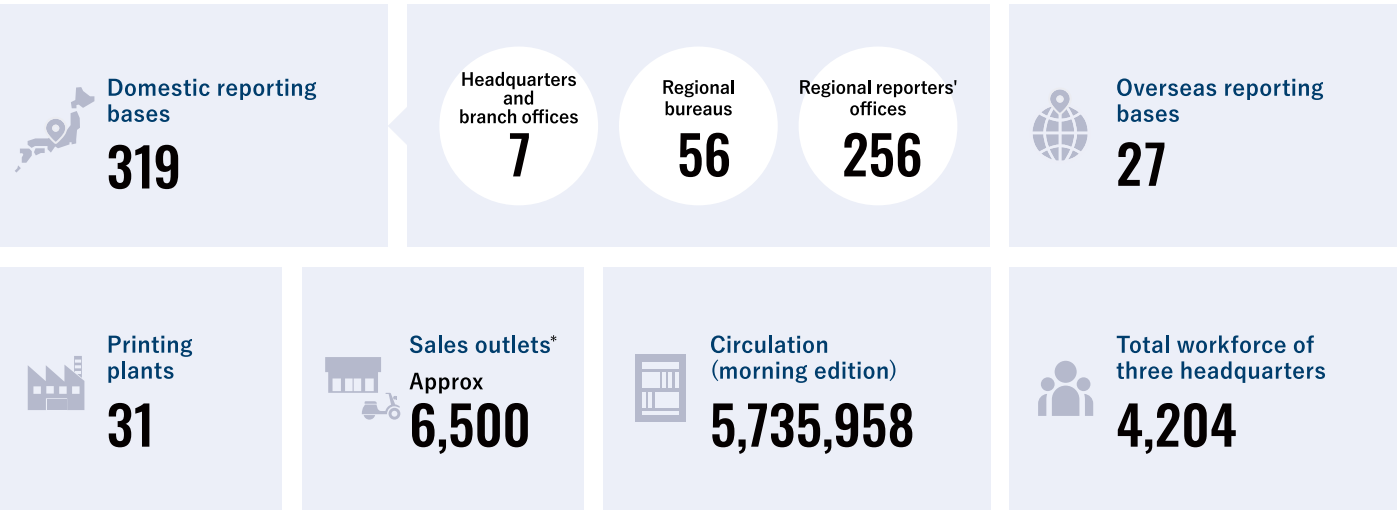 Domestic reporting
bases
319
Headquarters
and
branch offices
7
Regional
bureaus
56
Regional reporters'
offices
256
Overseas reporting
bases
27
Printing
plants
31
Sales outlets*
Approx
6,500
Circulation
(morning edition)
5,735,958
Total workforce of
three headquarters
4,204